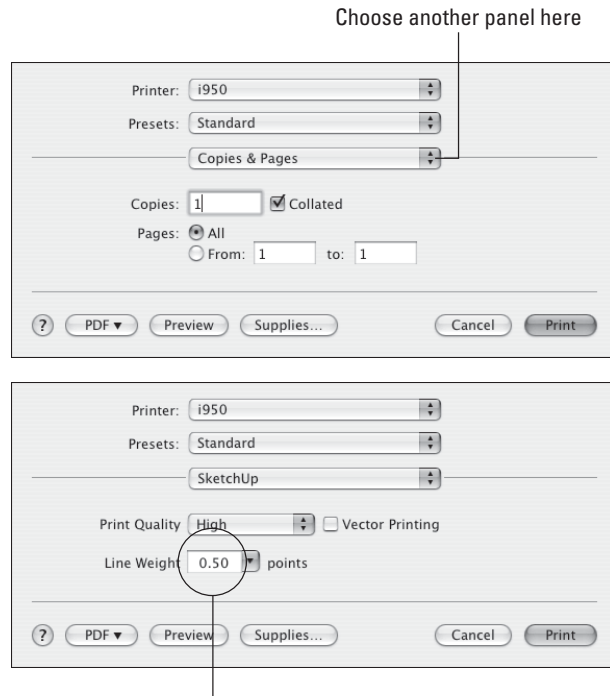 Choose another panel here
Printer: i950
Presets: Standard
Copies & Pages
Copies: 1 Collated
Pages: All
From: 1 to: 1
? PDF▼ Preview Supplies... Cancel Print
Printer: i950
Presets: Standard
SketchUp
Print Quality High Vector Printing
Line Weight 0.50 points
? PDF▼ Preview Supplies... Cancel Print